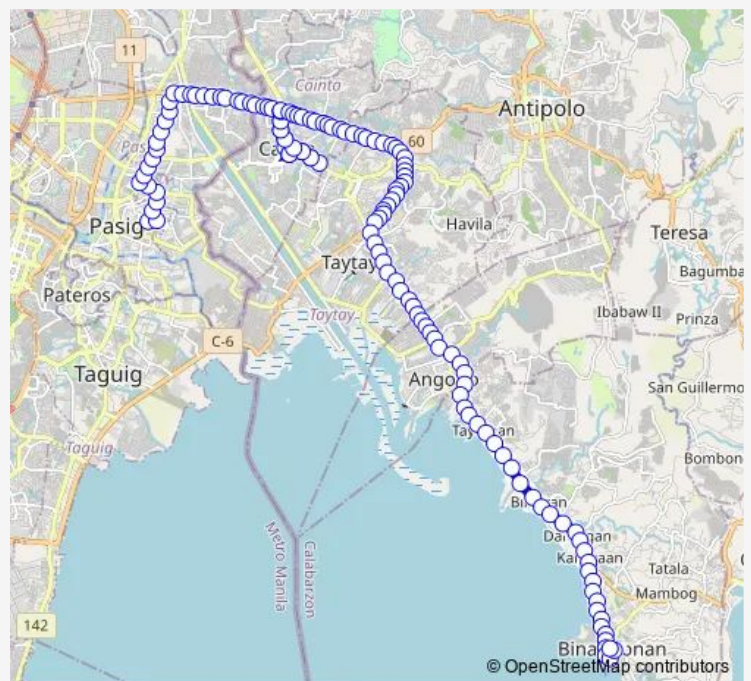 11
Cainta
60
Antipolo
Pasig
Havila
Teresa
Taytay
Bagumba
Pateros
Taytay
Ibabaw II
Prinza
C-6
Taguig
San Guillermo
Taguig
Bombon
Metro Manila
Calabarzon
Tatala
Mambog
142
© OpenStreetMap contributors